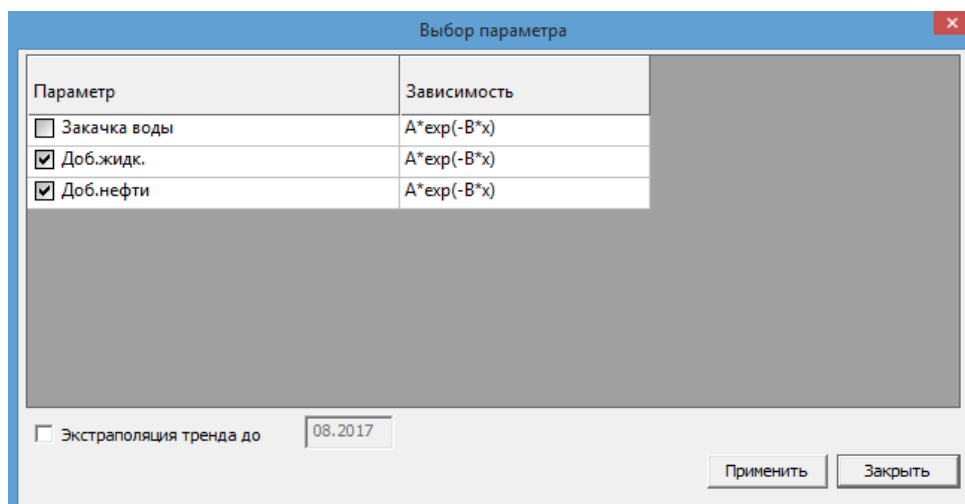 Выбор параметра
Параметр Зависимость
Закачка воды A*exp(-B*x)
Доб.жидк. A*exp(-B*x)
Доб.нефти A*exp(-B*x)
Экстраполяция тренда до 08.2017
Применить Закрыть